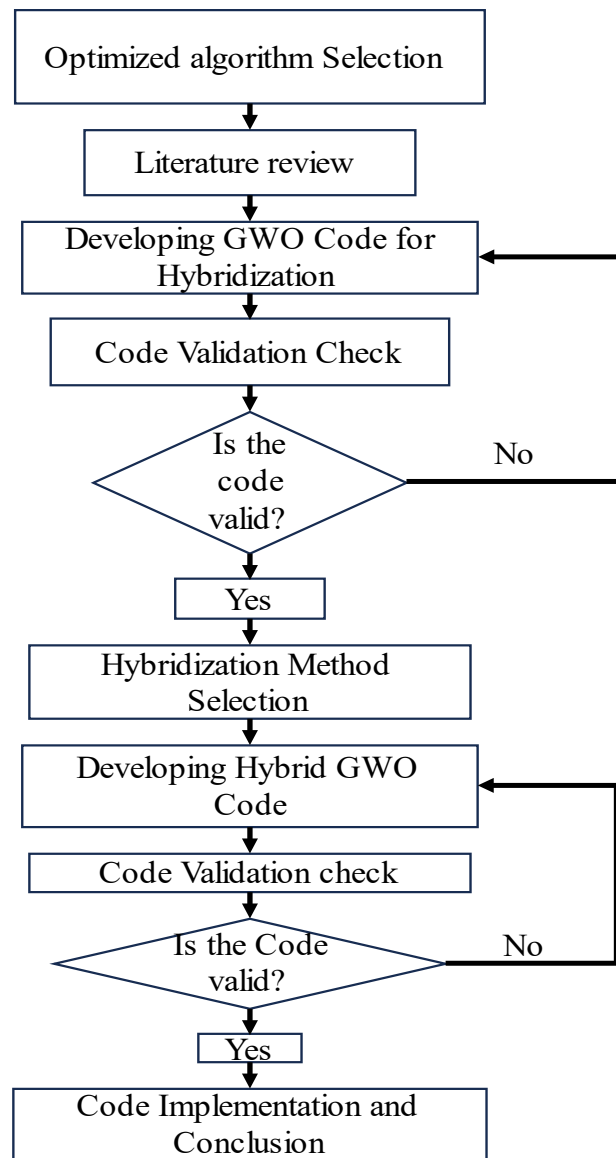 Optimized algorithm Selection
Literature review
Developing GWO Code for
Hybridization
Code Validation Check
Is the
code
valid?
No
Yes
Hybridization Method
Selection
Developing Hybrid GWO
Code
Code Validation check
Is the Code
valid?
No
Yes
Code Implementation and
Conclusion